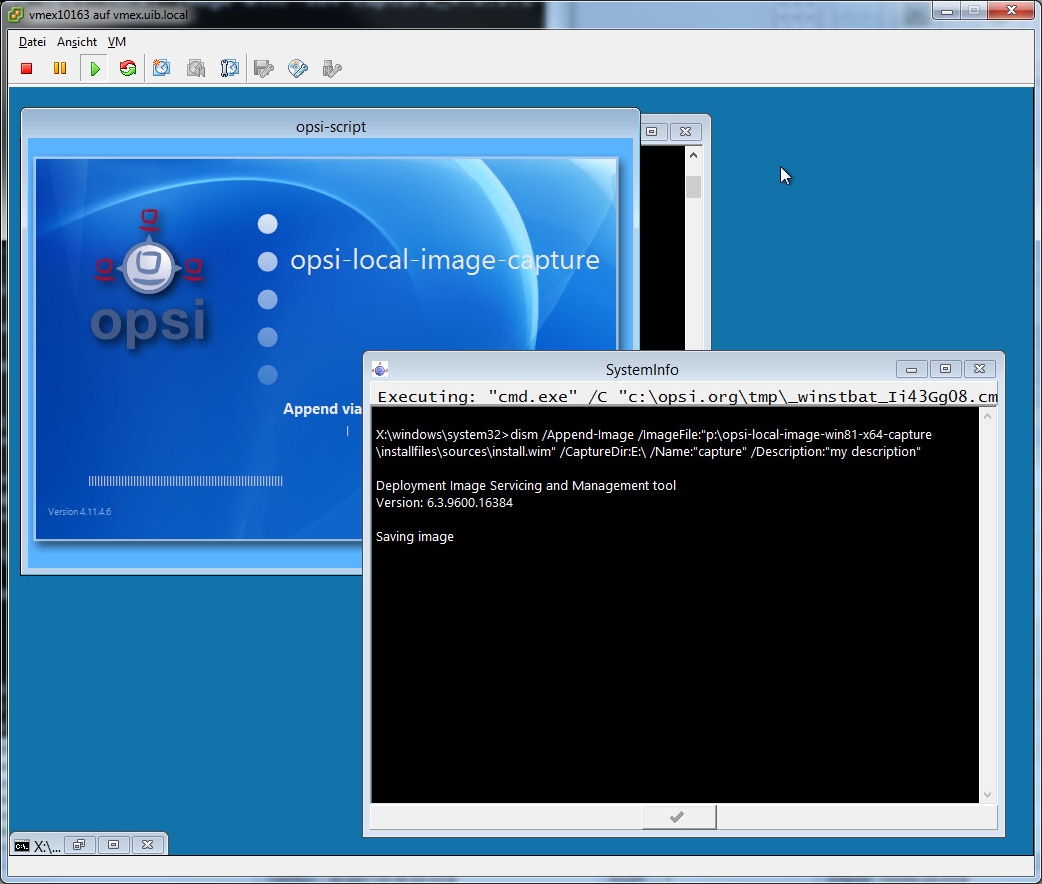 vmex10163 auf vmex.uib.local
Datei Ansicht VM
opsi-script
opsi
opsi-local-image-capture
Append via
Version 4.11.4.6
SystemInfo
Executing: "cmd.exe" /C "c:\opsi.org\tmp\_winstbat_Ii43Gg08.cm
X:\windows\system32>dism /Append-Image /ImageFile:"p:\opsi-local-image-win81-x64-capture
\installfiles\sources\install.wim" /CaptureDir:E:\ /Name:"capture" /Description:"my description"
Deployment Image Servicing and Management tool
Version: 6.3.9600.16384
Saving image
X:\...